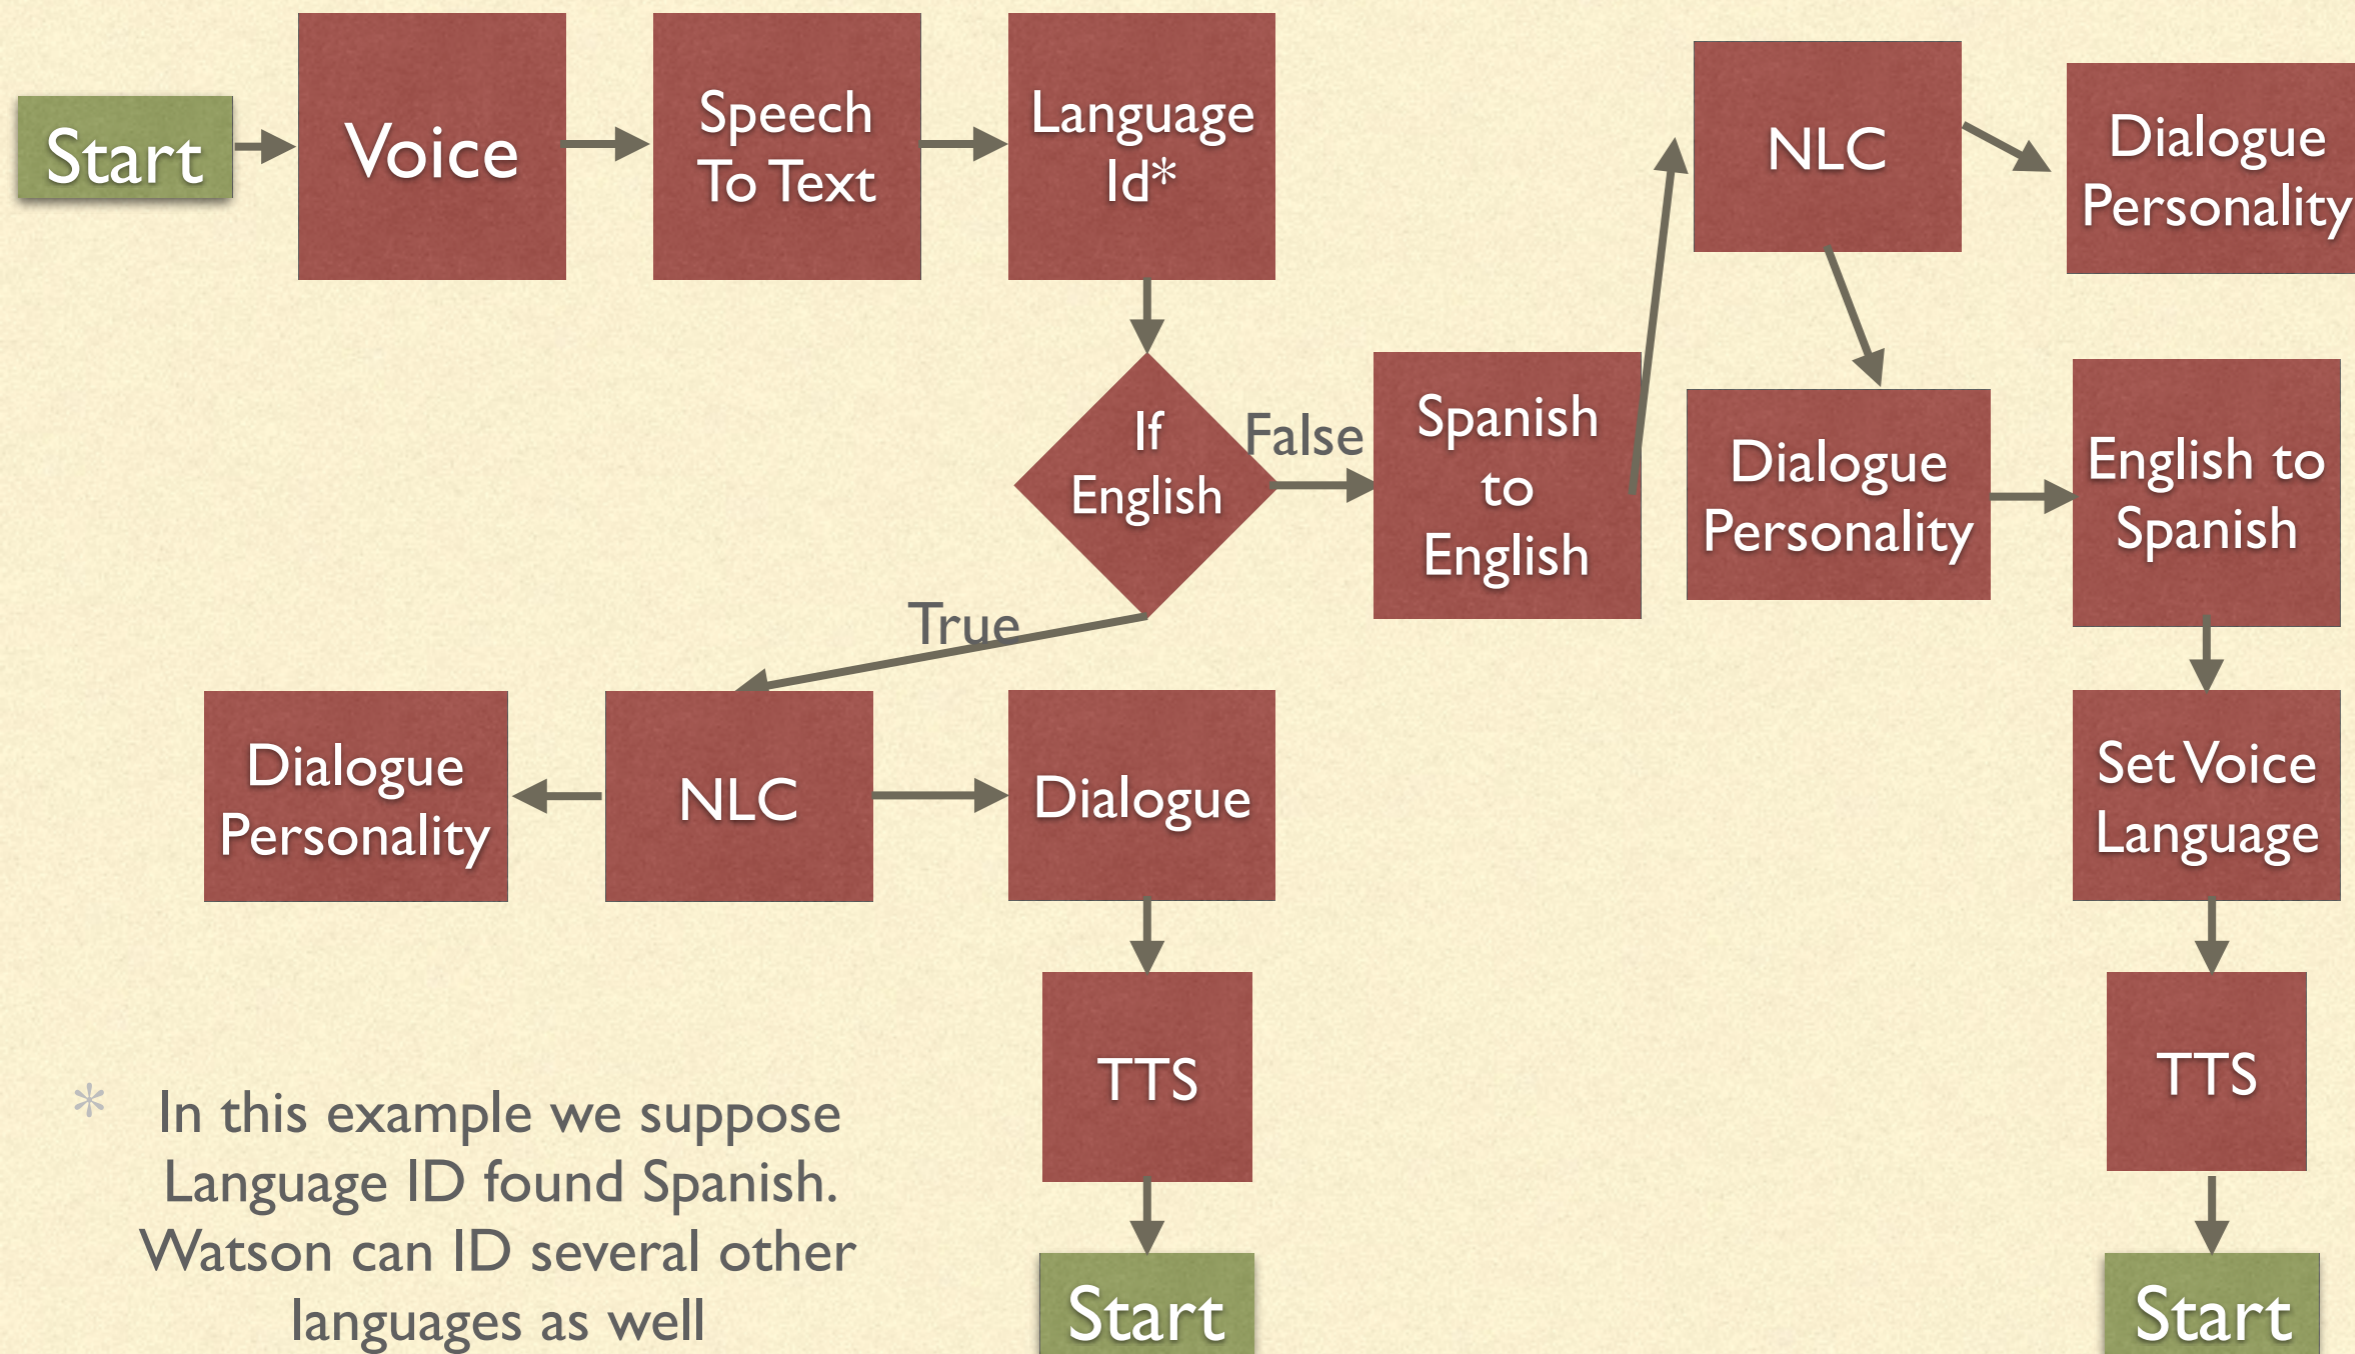 Start
Voice
Speech
To Text
Language
Id*
NLC
Dialogue
Personality
If
English
False
Spanish
to
English
Dialogue
Personality
English to
Spanish
True
Dialogue
Personality
NLC
Dialogue
Set Voice
Language
TTS
TTS
* In this example we suppose
Language ID found Spanish.
Watson can ID several other
languages as well
Start
Start